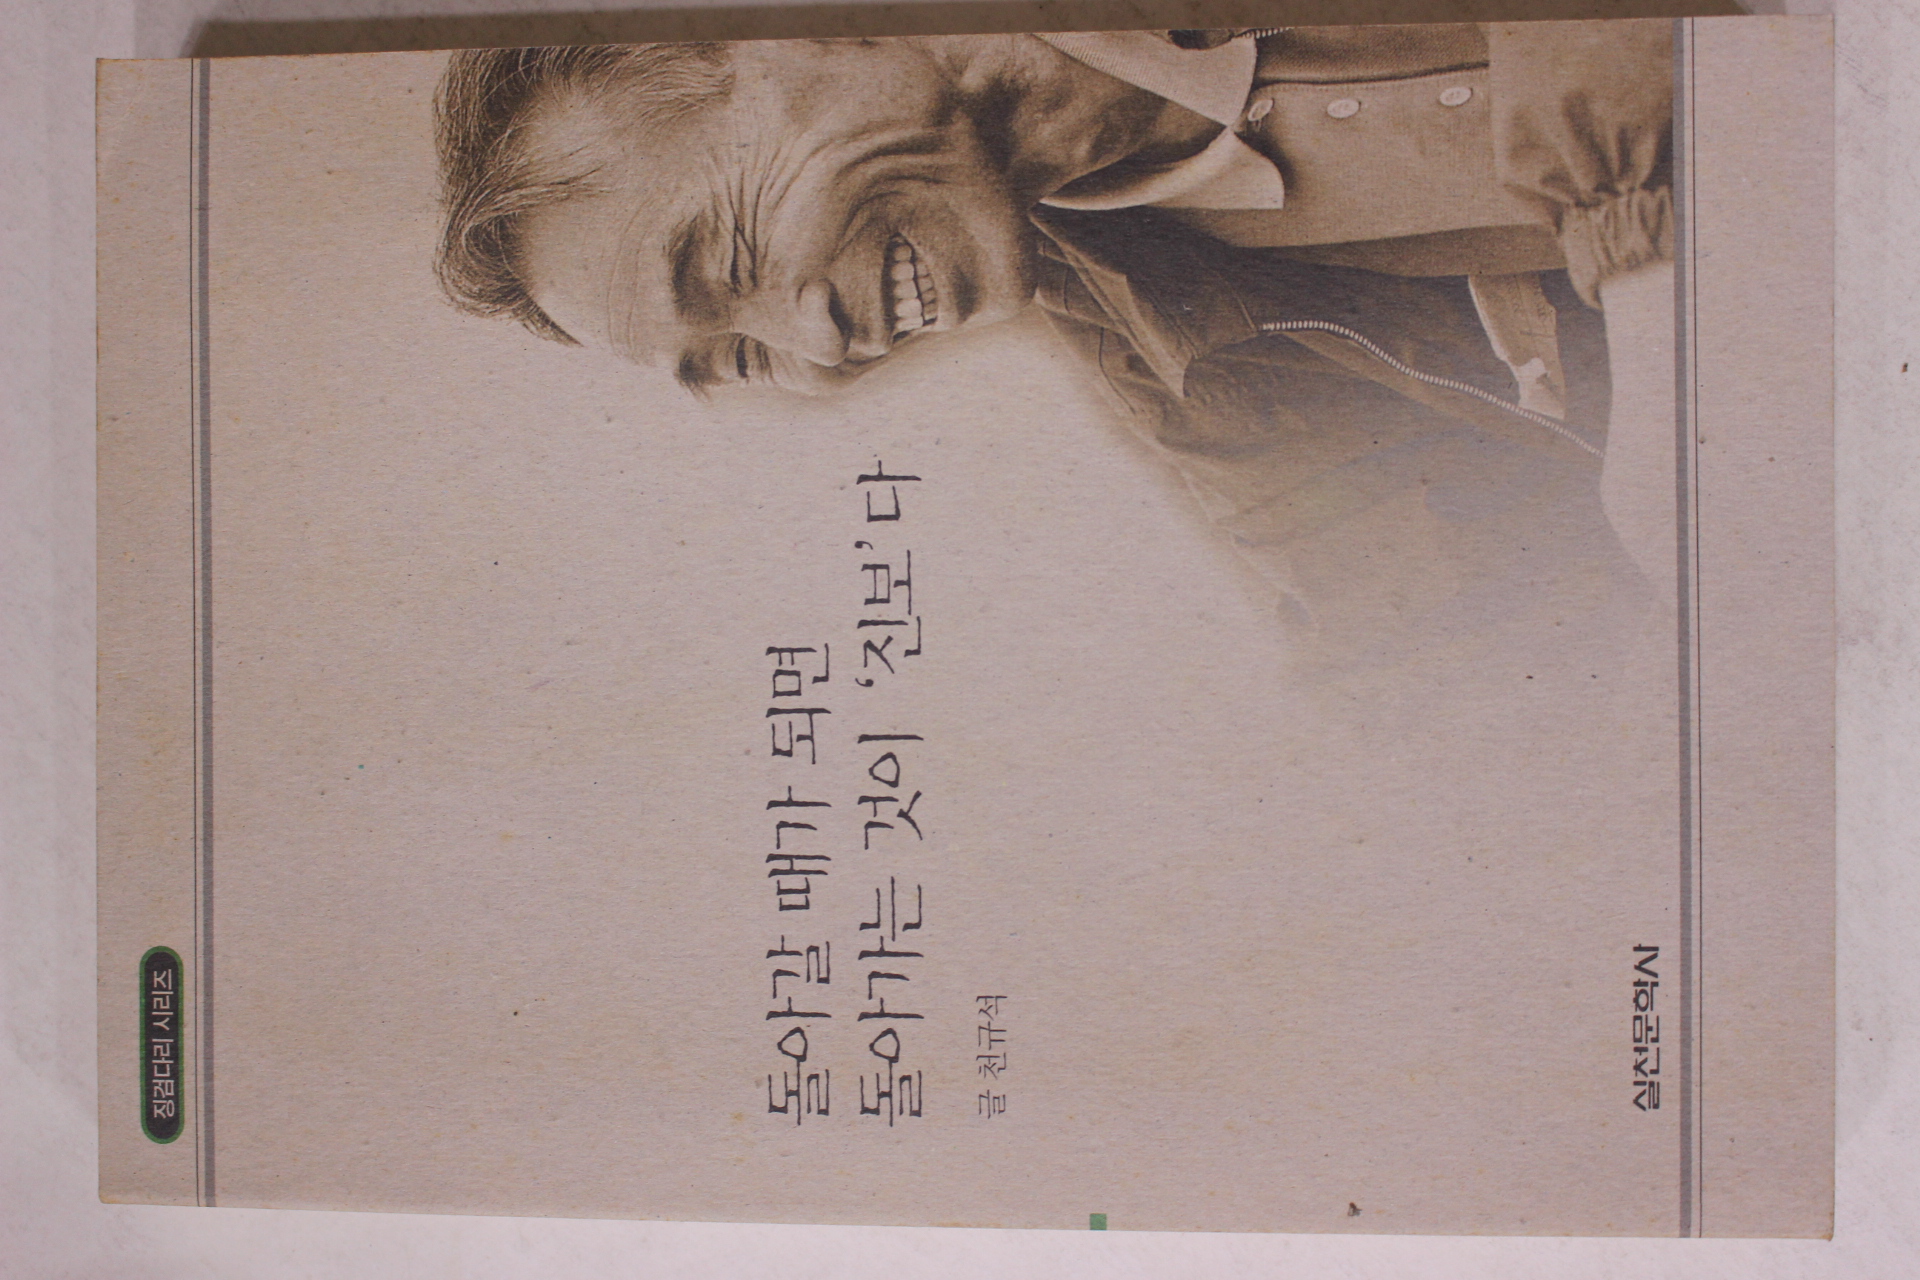 징검다리 시리즈
돌아갈 때가 되면
돌아가는 것이 ‘진보’다
글 천규석
실천문학사